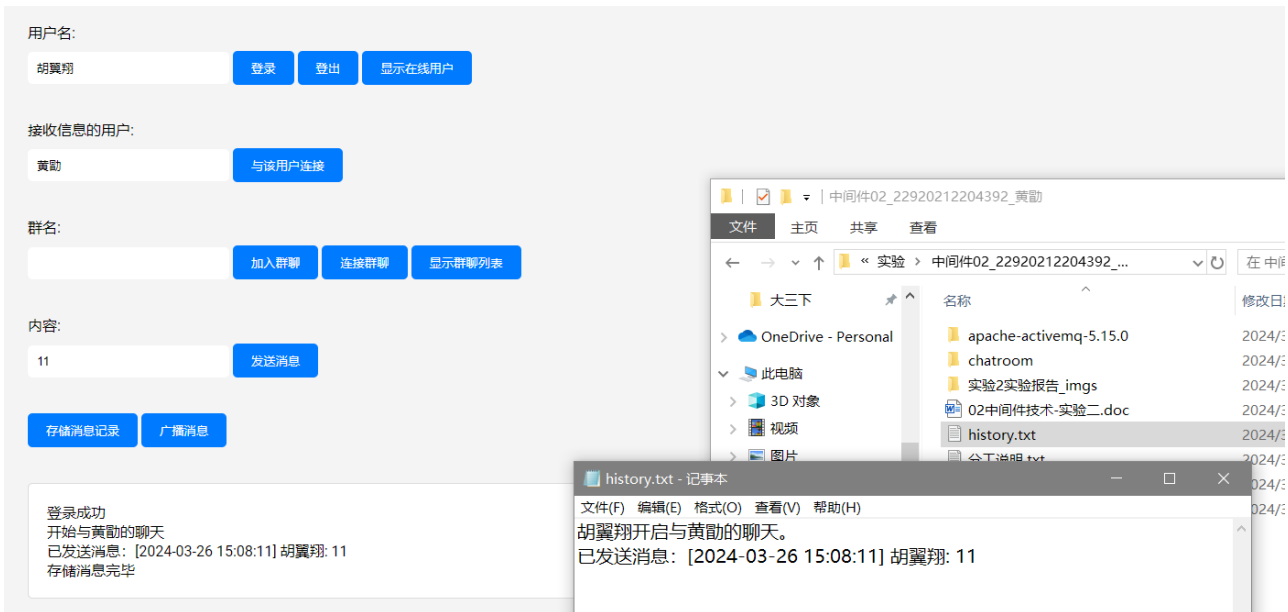 用户名:
胡翼翔 登录 登出 显示在线用户
接收信息的用户:
黄勖 与该用户连接
群名:
加入群聊 连接群聊 显示群聊列表
内容:
11 发送消息
存储消息记录 广播消息
登录成功
开始与黄勖的聊天
已发送消息：[2024-03-26 15:08:11] 胡翼翔: 11
存储消息完毕
中间件02_22920212204392_黄勖
文件 主页 共享 查看
« 实验 › 中间件02_22920212204392_... 在 中
大三下
OneDrive - Personal
此电脑
3D 对象
视频
图片
名称 修改日
apache-activemq-5.15.0 2024/
chatroom 2024/
实验2实验报告_imgs 2024/
02中间件技术-实验二.doc 2024/
history.txt 2024/
分工说明.txt 2024/
history.txt - 记事本
文件(F) 编辑(E) 格式(O) 查看(V) 帮助(H)
胡翼翔开启与黄勖的聊天。
已发送消息：[2024-03-26 15:08:11] 胡翼翔: 11